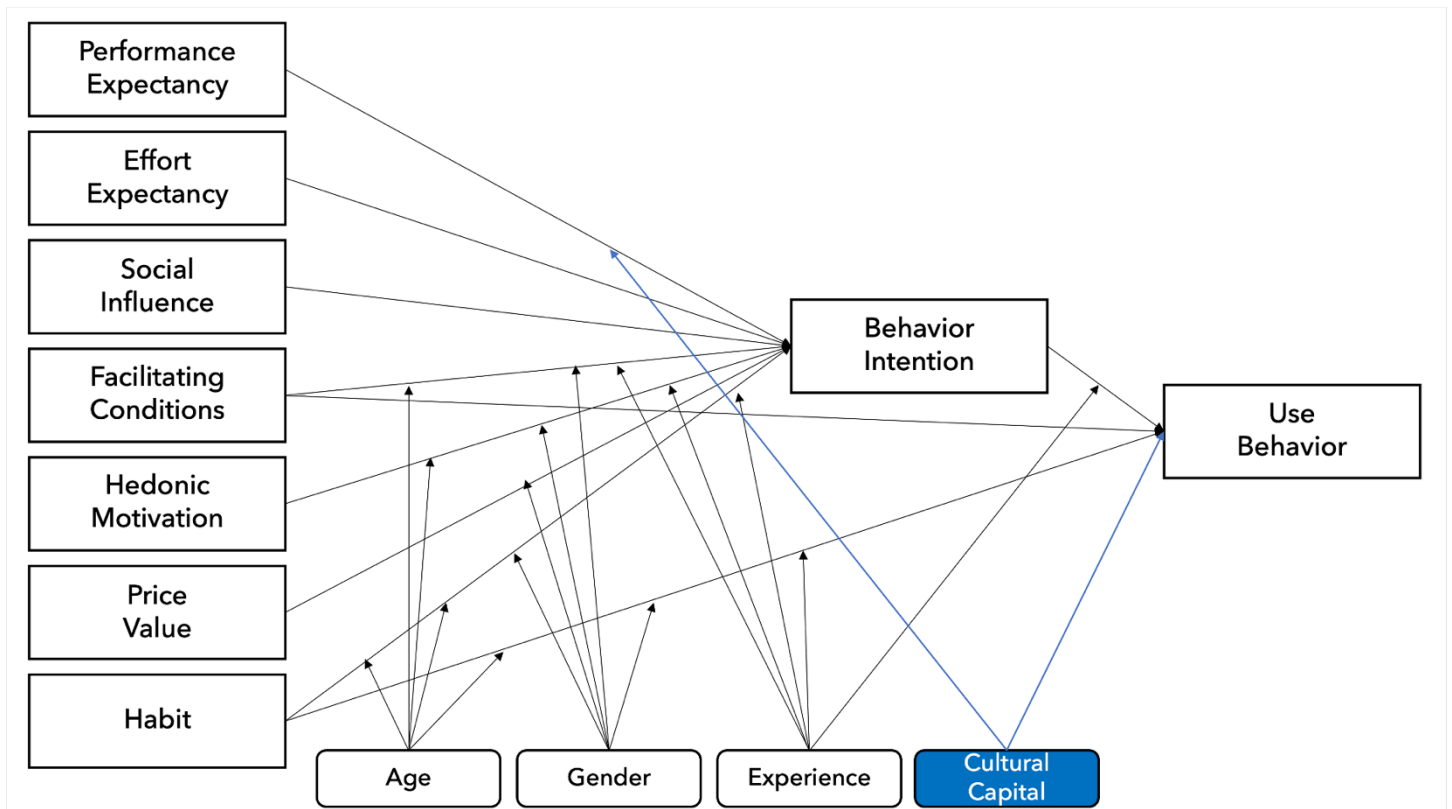 Performance
Expectancy
Effort
Expectancy
Social
Influence
Facilitating
Conditions
Hedonic
Motivation
Price
Value
Habit
Behavior
Intention
Use
Behavior
Age
Gender
Experience
Cultural
Capital